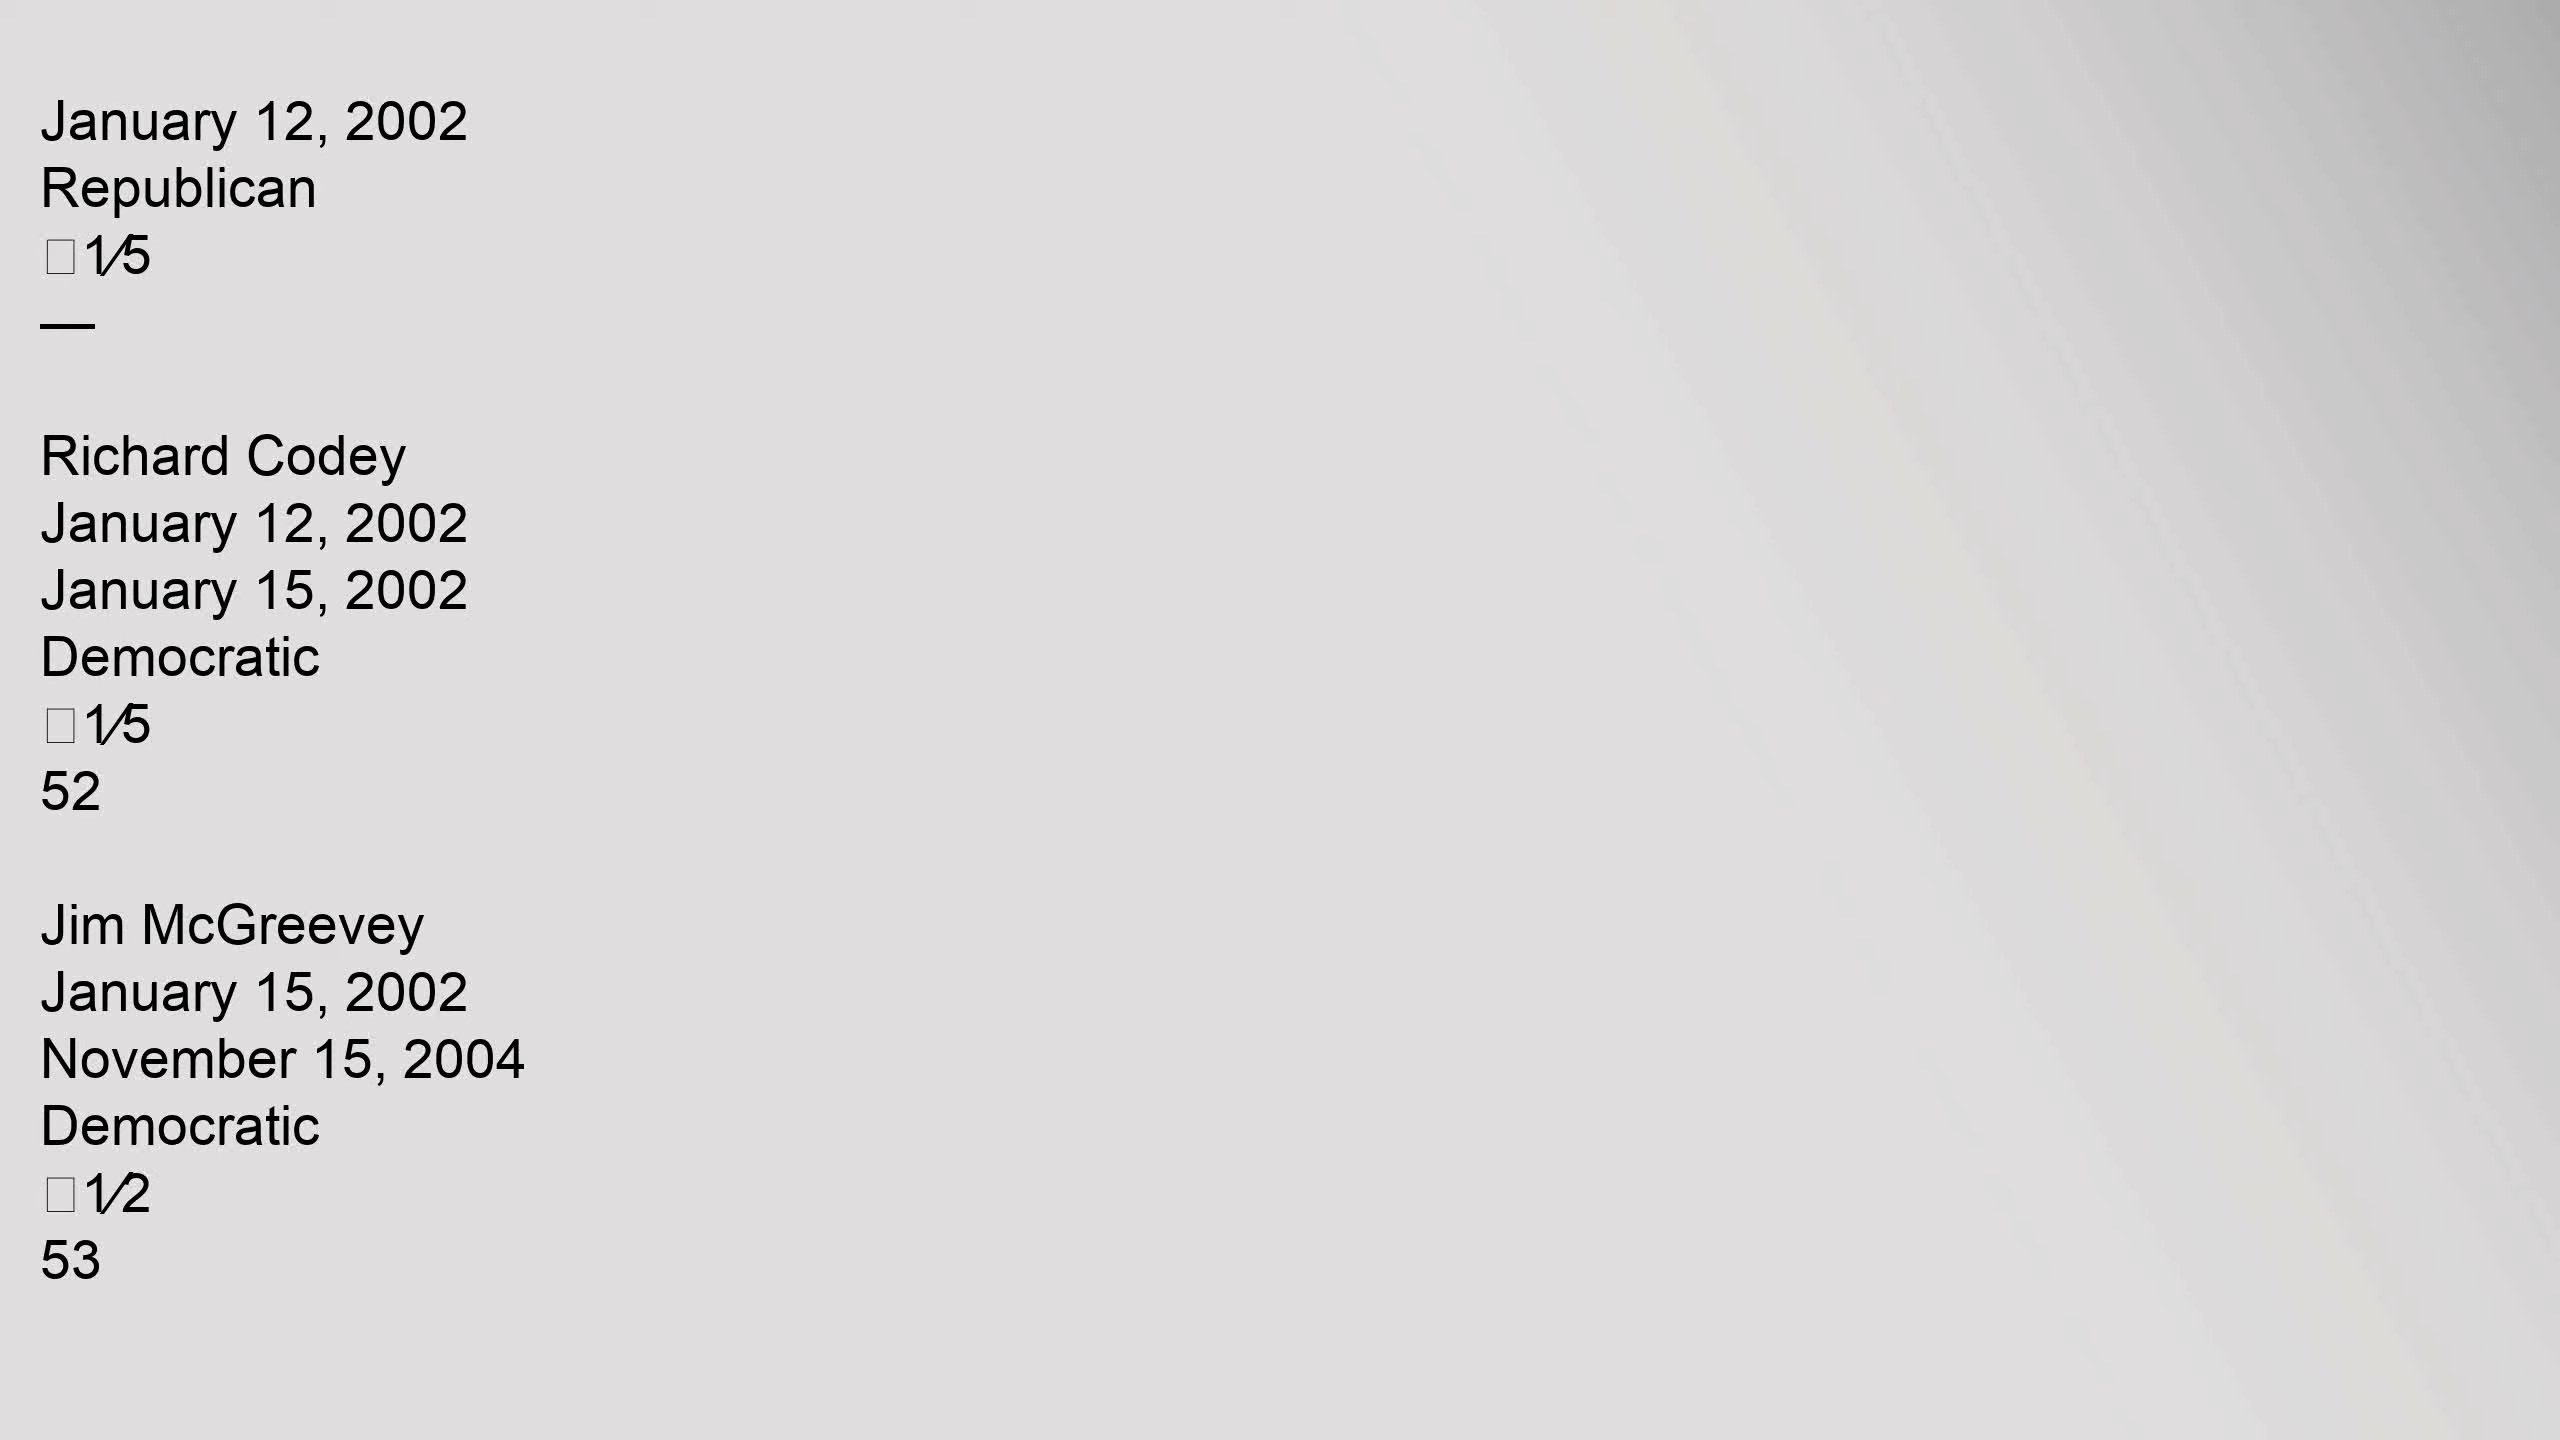 January 12, 2002
Republican
1⁄5
—
Richard Codey
January 12, 2002
January 15, 2002
Democratic
1⁄5
52
Jim McGreevey
January 15, 2002
November 15, 2004
Democratic
1⁄2
53